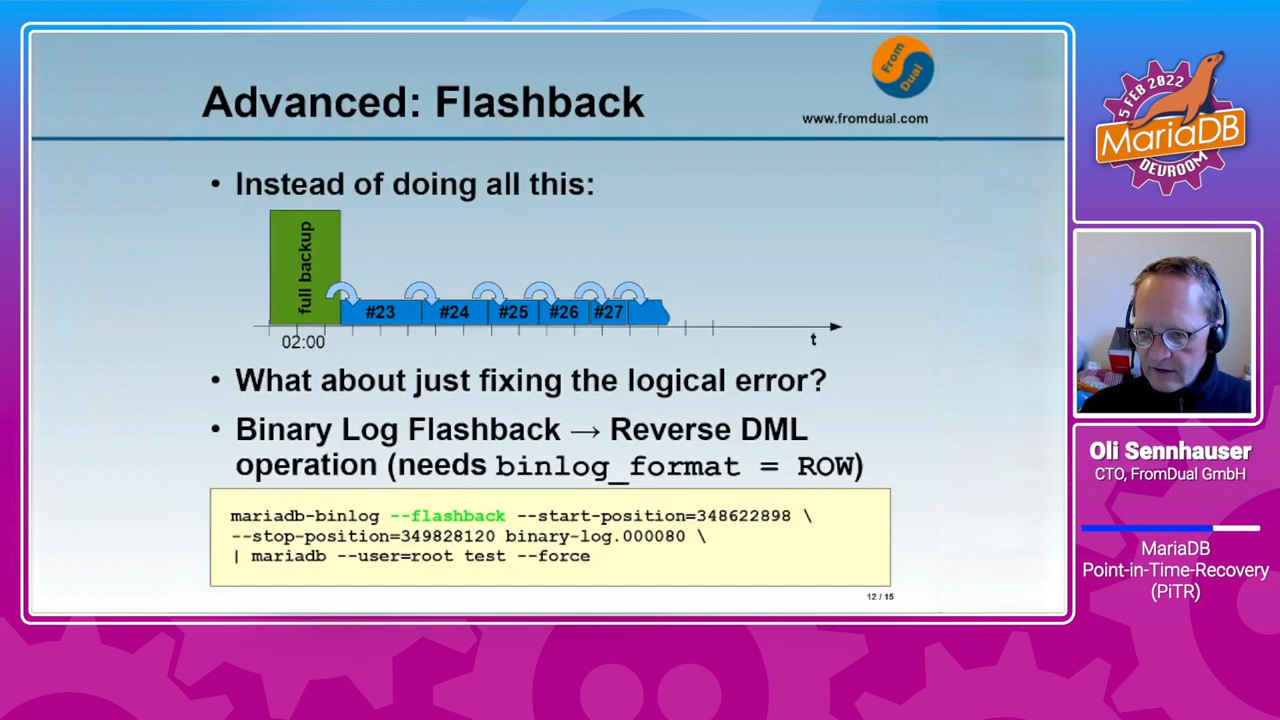 Advanced: Flashback
From
Dual
www.fromdual.com
• Instead of doing all this:
full backup
#23
#24
#25
#26
#27
02:00
t
• What about just fixing the logical error?
• Binary Log Flashback → Reverse DML
operation (needs binlog_format = ROW)
mariadb-binlog --flashback --start-position=348622898 \
--stop-position=349828120 binary-log.000080 \
| mariadb --user=root test --force
12 / 15
5 FEB 2022
MariaDB
DEVROOM
Oli Sennhauser
CTO, FromDual GmbH
MariaDB
Point-in-Time-Recovery
(PiTR)